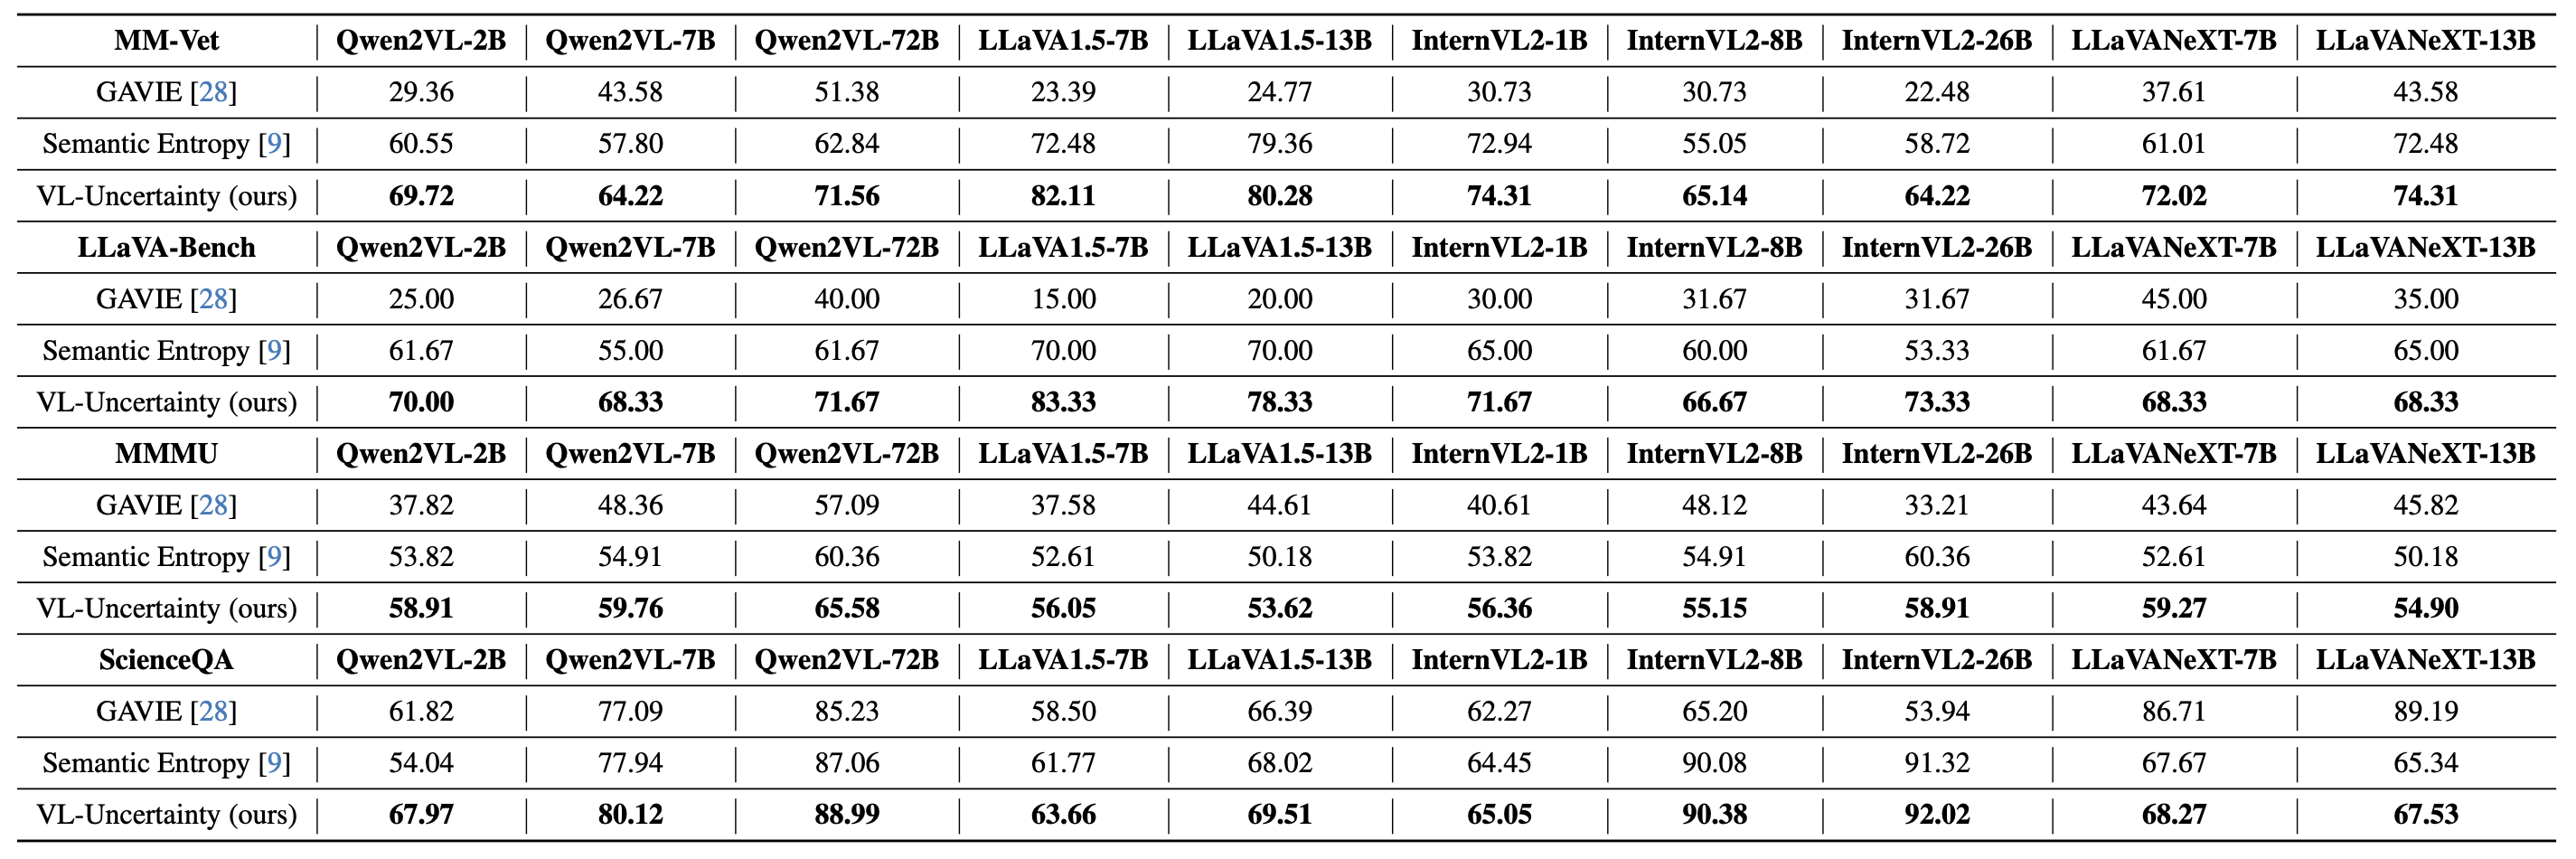 MM-Vet Qwen2VL-2B Qwen2VL-7B Qwen2VL-72B LLaVA1.5-7B LLaVA1.5-13B InternVL2-1B InternVL2-8B InternVL2-26B LLaVANeXT-7B LLaVANeXT-13B
GAVIE [28] 29.36 43.58 51.38 23.39 24.77 30.73 30.73 22.48 37.61 43.58
Semantic Entropy [9] 60.55 57.80 62.84 72.48 79.36 72.94 55.05 58.72 61.01 72.48
VL-Uncertainty (ours) 69.72 64.22 71.56 82.11 80.28 74.31 65.14 64.22 72.02 74.31
LLaVA-Bench Qwen2VL-2B Qwen2VL-7B Qwen2VL-72B LLaVA1.5-7B LLaVA1.5-13B InternVL2-1B InternVL2-8B InternVL2-26B LLaVANeXT-7B LLaVANeXT-13B
GAVIE [28] 25.00 26.67 40.00 15.00 20.00 30.00 31.67 31.67 45.00 35.00
Semantic Entropy [9] 61.67 55.00 61.67 70.00 70.00 65.00 60.00 53.33 61.67 65.00
VL-Uncertainty (ours) 70.00 68.33 71.67 83.33 78.33 71.67 66.67 73.33 68.33 68.33
MMMU Qwen2VL-2B Qwen2VL-7B Qwen2VL-72B LLaVA1.5-7B LLaVA1.5-13B InternVL2-1B InternVL2-8B InternVL2-26B LLaVANeXT-7B LLaVANeXT-13B
GAVIE [28] 37.82 48.36 57.09 37.58 44.61 40.61 48.12 33.21 43.64 45.82
Semantic Entropy [9] 53.82 54.91 60.36 52.61 50.18 53.82 54.91 60.36 52.61 50.18
VL-Uncertainty (ours) 58.91 59.76 65.58 56.05 53.62 56.36 55.15 58.91 59.27 54.90
ScienceQA Qwen2VL-2B Qwen2VL-7B Qwen2VL-72B LLaVA1.5-7B LLaVA1.5-13B InternVL2-1B InternVL2-8B InternVL2-26B LLaVANeXT-7B LLaVANeXT-13B
GAVIE [28] 61.82 77.09 85.23 58.50 66.39 62.27 65.20 53.94 86.71 89.19
Semantic Entropy [9] 54.04 77.94 87.06 61.77 68.02 64.45 90.08 91.32 67.67 65.34
VL-Uncertainty (ours) 67.97 80.12 88.99 63.66 69.51 65.05 90.38 92.02 68.27 67.53